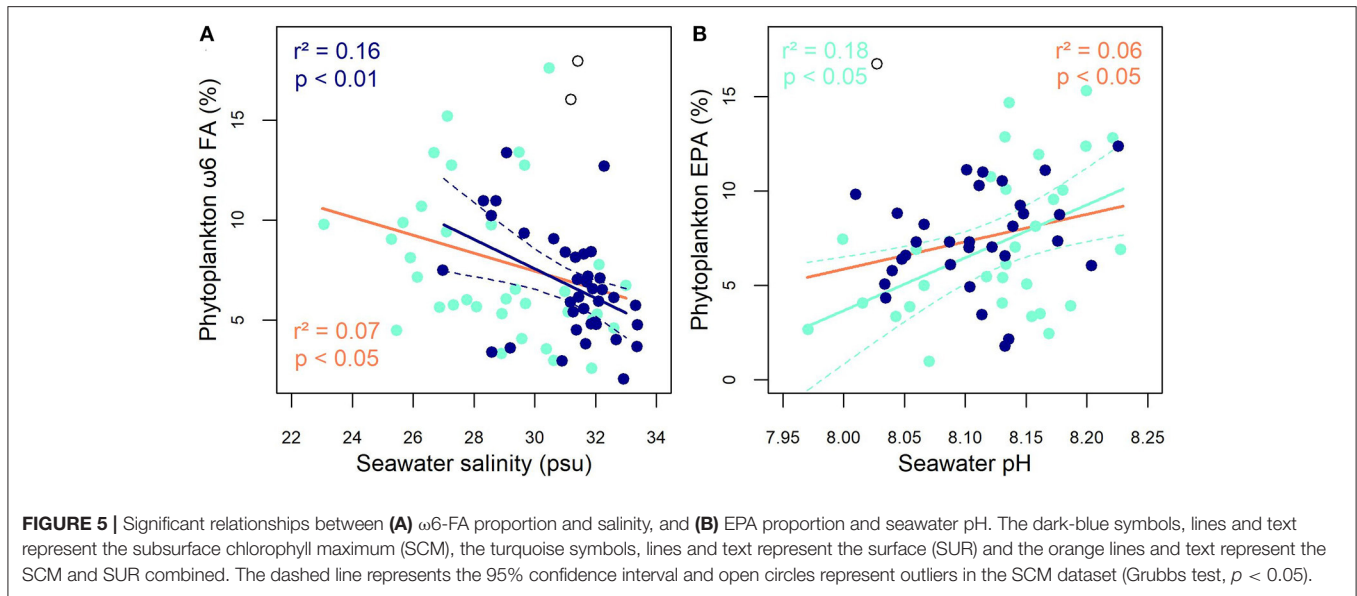 A
r² = 0.16
p < 0.01
r² = 0.07
p < 0.05
Phytoplankton ω6 FA (%)
15
10
5
22 24 26 28 30 32 34
Seawater salinity (psu)
B
r² = 0.18
p < 0.05
r² = 0.06
p < 0.05
Phytoplankton EPA (%)
15
10
5
0
7.95 8.00 8.05 8.10 8.15 8.20 8.25
Seawater pH
FIGURE 5 | Significant relationships between (A) ω6-FA proportion and salinity, and (B) EPA proportion and seawater pH. The dark-blue symbols, lines and text
represent the subsurface chlorophyll maximum (SCM), the turquoise symbols, lines and text represent the surface (SUR) and the orange lines and text represent the
SCM and SUR combined. The dashed line represents the 95% confidence interval and open circles represent outliers in the SCM dataset (Grubbs test, p < 0.05).